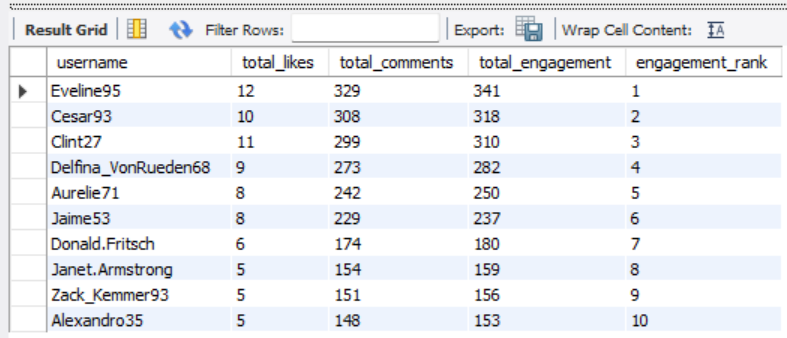 Result Grid Filter Rows: Export: Wrap Cell Content: IA
username total_likes total_comments total_engagement engagement_rank
Eveline95 12 329 341 1
Cesar93 10 308 318 2
Clint27 11 299 310 3
Delfina_VonRueden68 9 273 282 4
Aurelie71 8 242 250 5
Jaime53 8 229 237 6
Donald.Fritsch 6 174 180 7
Janet.Armstrong 5 154 159 8
Zack_Kemmer93 5 151 156 9
Alexandro35 5 148 153 10